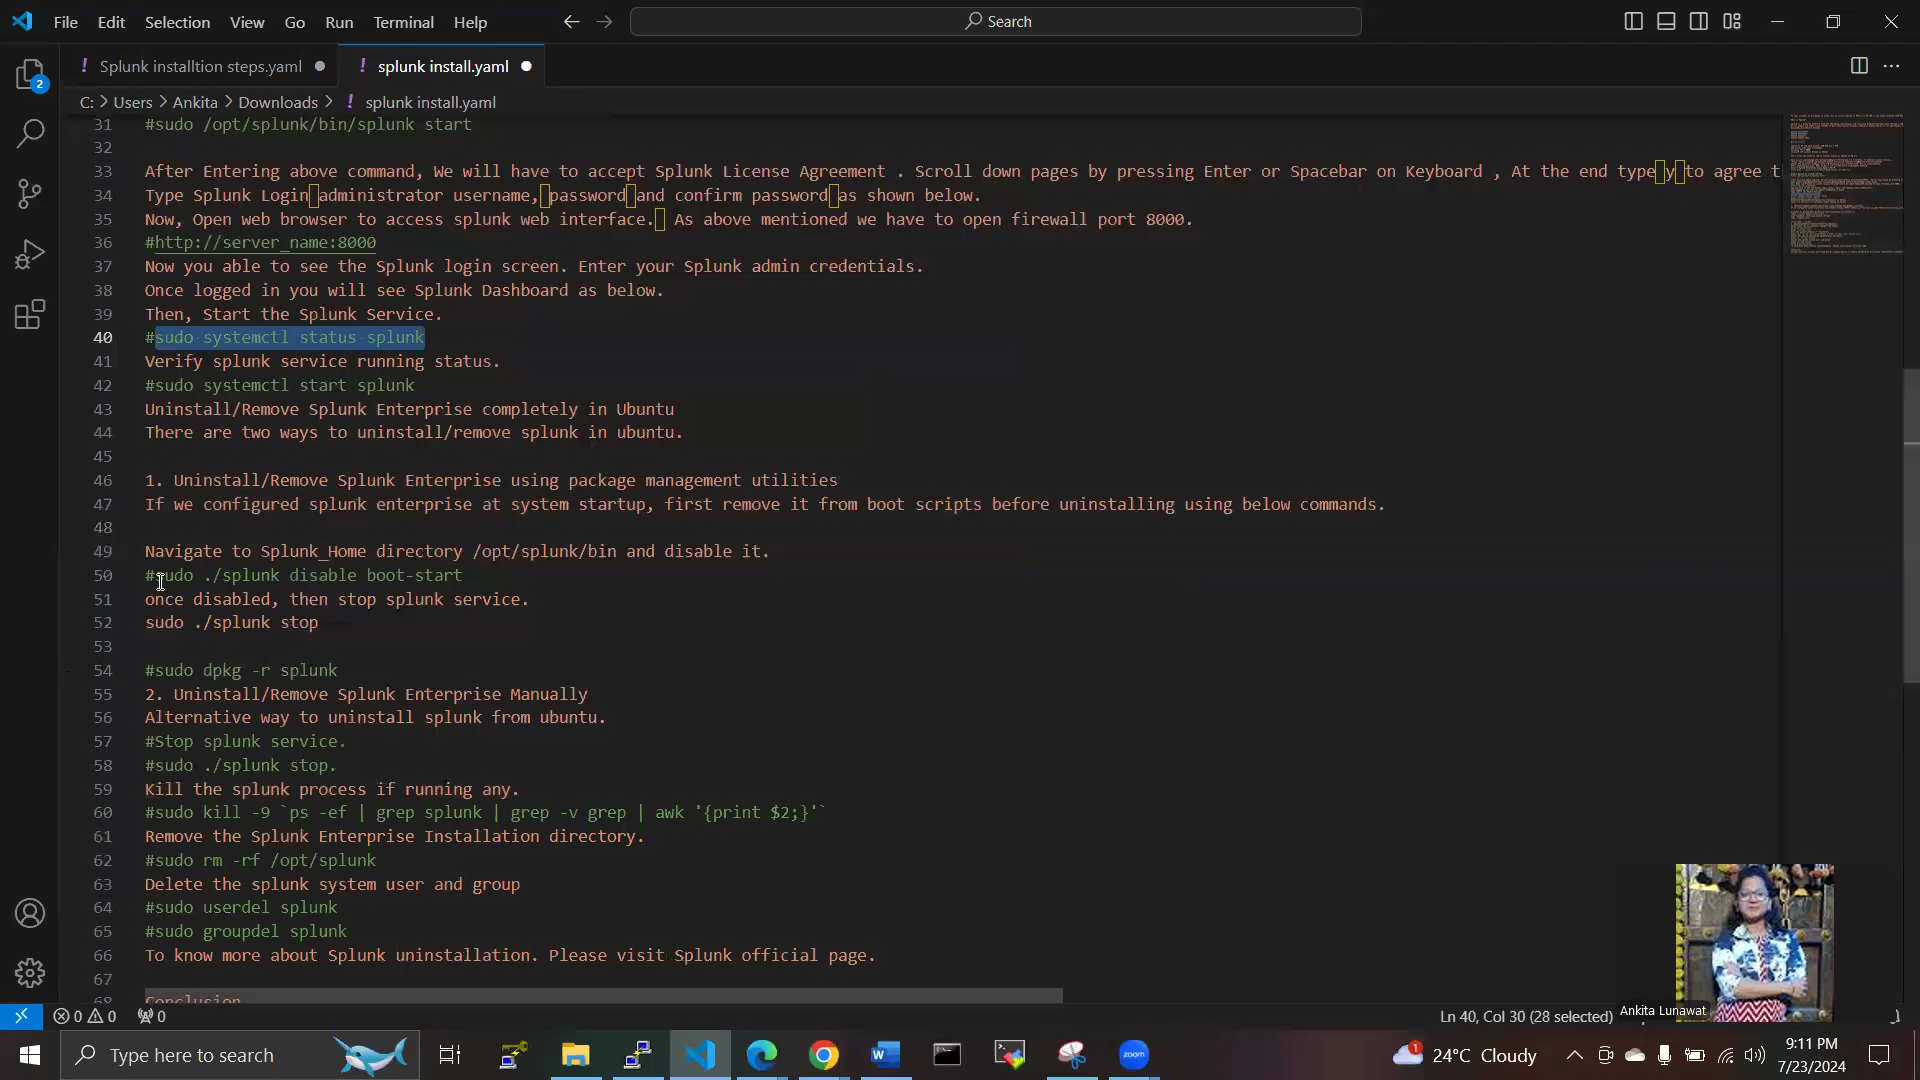 File Edit Selection View Go Run Terminal Help
Search
Splunk installtion steps.yaml
splunk install.yaml
C: > Users > Ankita > Downloads > ! splunk install.yaml
2
31 #sudo /opt/splunk/bin/splunk start
32
33 After Entering above command, We will have to accept Splunk License Agreement . Scroll down pages by pressing Enter or Spacebar on Keyboard , At the end type y to agree t
34 Type Splunk Login administrator username, password and confirm password as shown below.
35 Now, Open web browser to access splunk web interface.  As above mentioned we have to open firewall port 8000.
36 #http://server_name:8000
37 Now you able to see the Splunk login screen. Enter your Splunk admin credentials.
38 Once logged in you will see Splunk Dashboard as below.
39 Then, Start the Splunk Service.
40 #sudo systemctl status splunk
41 Verify splunk service running status.
42 #sudo systemctl start splunk
43 Uninstall/Remove Splunk Enterprise completely in Ubuntu
44 There are two ways to uninstall/remove splunk in ubuntu.
45
46 1. Uninstall/Remove Splunk Enterprise using package management utilities
47 If we configured splunk enterprise at system startup, first remove it from boot scripts before uninstalling using below commands.
48
49 Navigate to Splunk_Home directory /opt/splunk/bin and disable it.
50 #sudo ./splunk disable boot-start
51 once disabled, then stop splunk service.
52 sudo ./splunk stop
53
54 #sudo dpkg -r splunk
55 2. Uninstall/Remove Splunk Enterprise Manually
56 Alternative way to uninstall splunk from ubuntu.
57 #Stop splunk service.
58 #sudo ./splunk stop.
59 Kill the splunk process if running any.
60 #sudo kill -9 `ps -ef | grep splunk | grep -v grep | awk '{print $2;}'`
61 Remove the Splunk Enterprise Installation directory.
62 #sudo rm -rf /opt/splunk
63 Delete the splunk system user and group
64 #sudo userdel splunk
65 #sudo groupdel splunk
66 To know more about Splunk uninstallation. Please visit Splunk official page.
67
68 Conclusion
Ankita Lunawat
0 0 0 Ln 40, Col 30 (28 selected)
Type here to search
zoom
1 24°C Cloudy
9:11 PM
7/23/2024